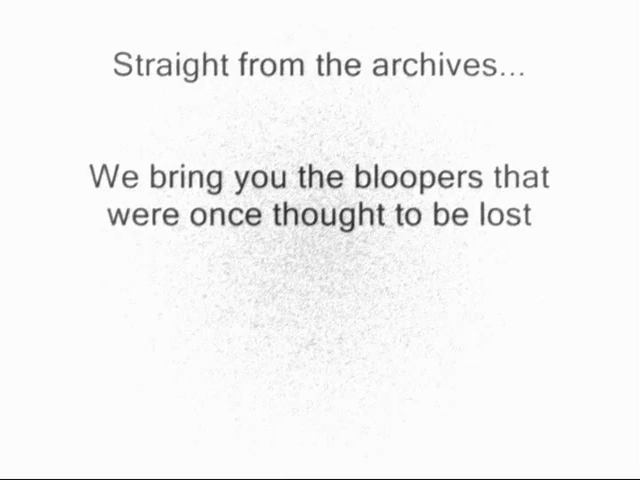 Straight from the archives...
We bring you the bloopers that
were once thought to be lost